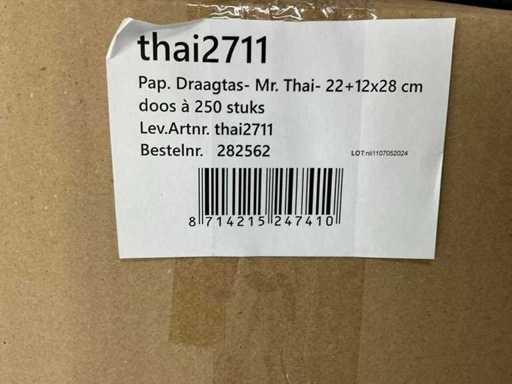 thai2711
Pap. Draagtas- Mr. Thai- 22+12x28 cm
doos à 250 stuks
Lev.Artnr. thai2711
Bestelnr. 282562
LOT:nl1107052024
8 714215 247410